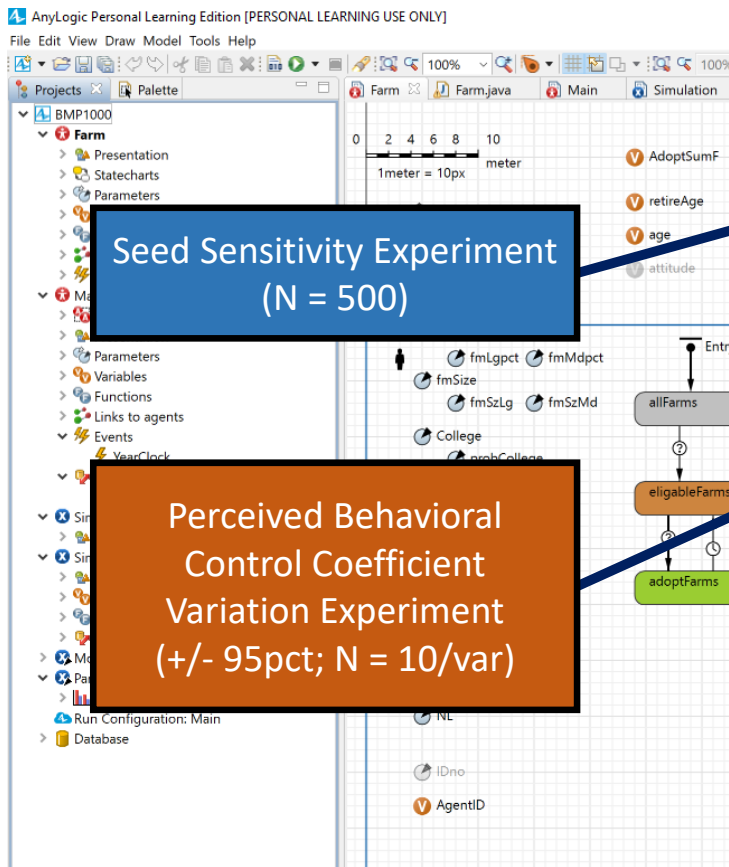 AnyLogic Personal Learning Edition [PERSONAL LEARNING USE ONLY]
File Edit View Draw Model Tools Help
100%
100%
Projects Palette
Farm Farm.java Main Simulation
BMP1000
Farm
Presentation
Statecharts
Parameters
0 2 4 6 8 10
meter
1meter = 10px
AdoptSumF
retireAge
age
attitude
Seed Sensitivity Experiment
(N = 500)
Parameters
Variables
Functions
Links to agents
Events
YearClock
fmLgpct fmMdpct
fmSize
fmSzLg fmSzMd
College
probCollege
Entr
allFarms
?
eligableFarms
adoptFarms
Perceived Behavioral
Control Coefficient
Variation Experiment
(+/- 95pct; N = 10/var)
Run Configuration: Main
Database
NL
IDno
AgentID